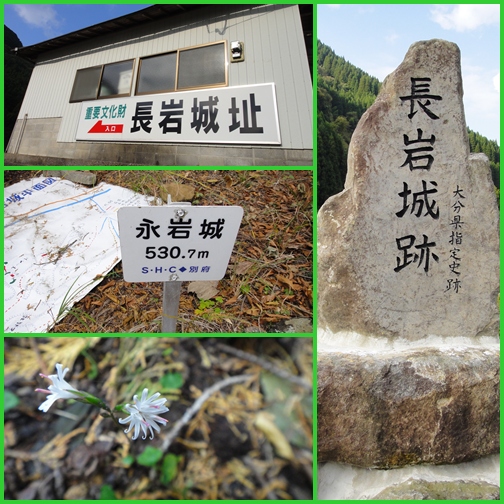 重要文化財
入口
長岩城址
永岩城
530.7m
S・H・C◆別府
長岩城跡
大分県指定史跡